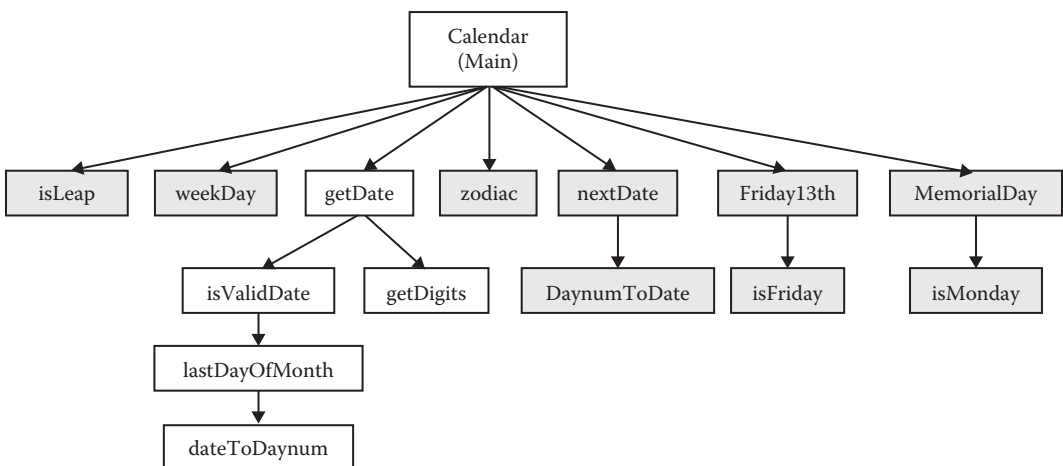 Calendar
(Main)
isLeap
weekDay
getDate
zodiac
nextDate
Friday13th
MemorialDay
isValidDate
getDigits
DaynumToDate
isFriday
isMonday
lastDayOfMonth
dateToDaynum